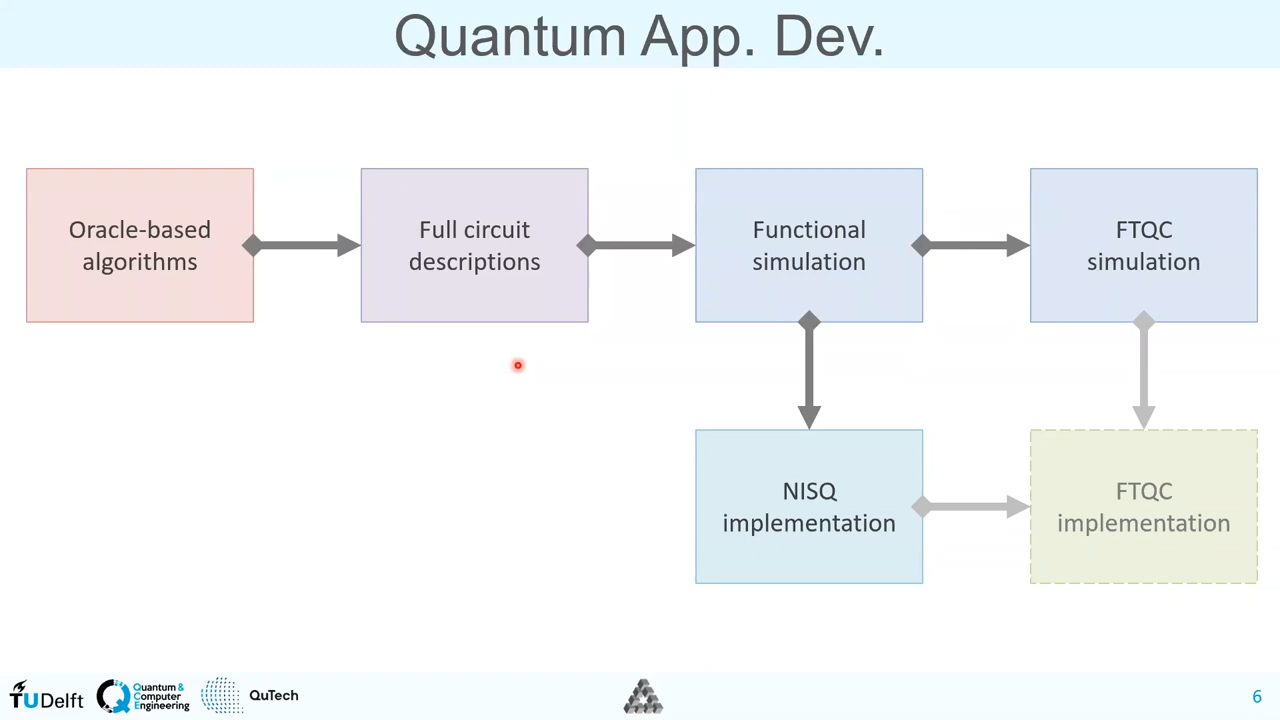 Quantum App. Dev.
Oracle-based
algorithms
Full circuit
descriptions
Functional
simulation
FTQC
simulation
NISQ
implementation
FTQC
implementation
TUDelft
Quantum &
Computer
Engineering
QuTech
6